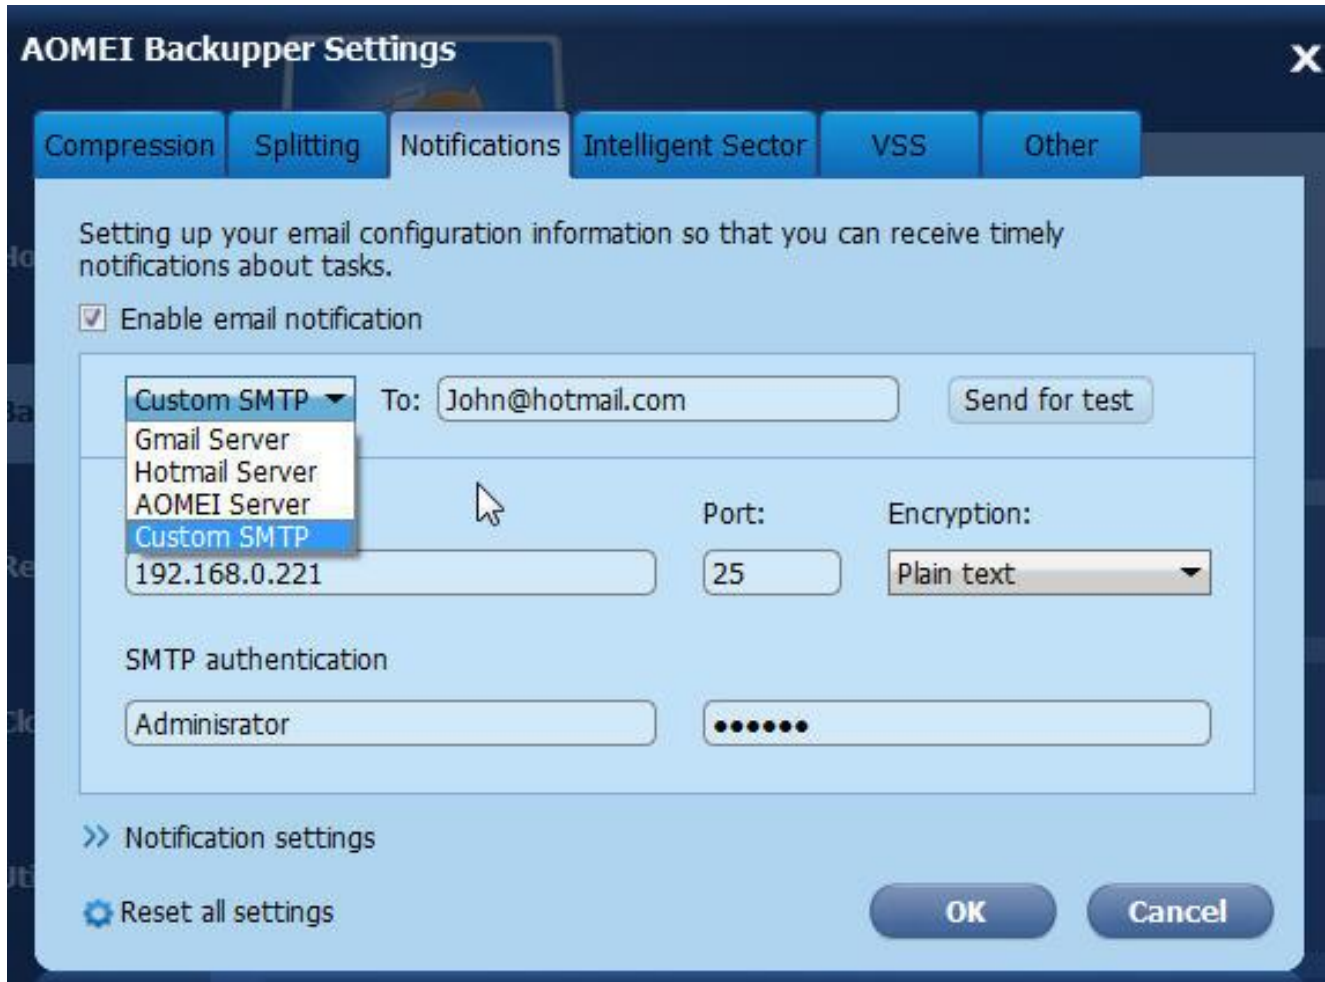 AOMEI Backupper Settings
X
Compression Splitting Notifications Intelligent Sector VSS Other
Setting up your email configuration information so that you can receive timely
notifications about tasks.
Enable email notification
Custom SMTP To: John@hotmail.com Send for test
Gmail Server
Hotmail Server
AOMEI Server
Custom SMTP
Port: Encryption:
192.168.0.221 25 Plain text
SMTP authentication
Adminisrator ●●●●●●
>> Notification settings
Reset all settings OK Cancel